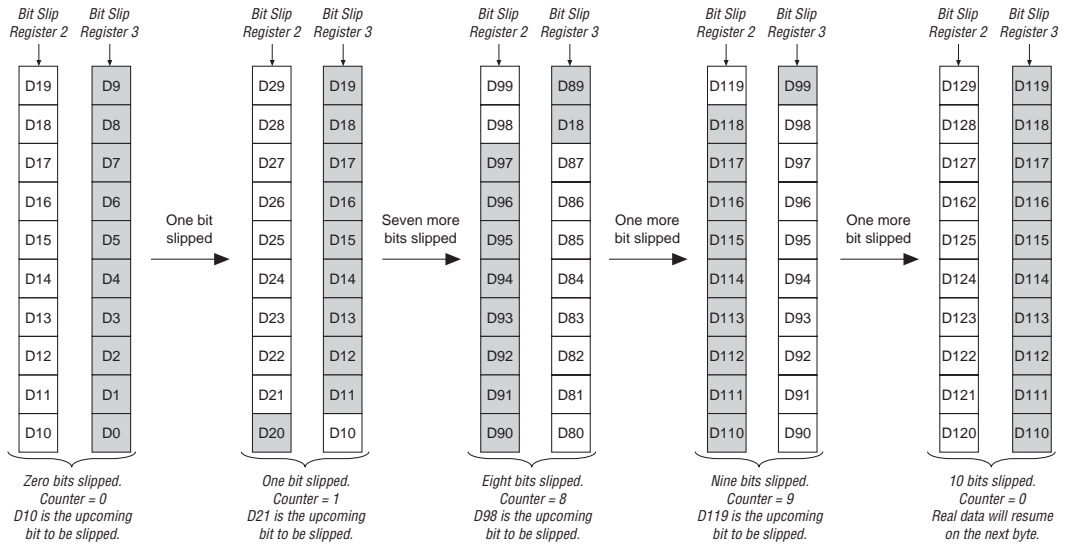 Bit Slip Register 2
Bit Slip Register 3
D19 D9
D18 D8
D17 D7
D16 D6
D15 D5
D14 D4
D13 D3
D12 D2
D11 D1
D10 D0
Zero bits slipped.
Counter = 0
D10 is the upcoming
bit to be slipped.
One bit
slipped
Bit Slip Register 2
Bit Slip Register 3
D29 D19
D28 D18
D27 D17
D26 D16
D25 D15
D24 D14
D23 D13
D22 D12
D21 D11
D20 D10
One bit slipped.
Counter = 1
D21 is the upcoming
bit to be slipped.
Seven more
bits slipped
Bit Slip Register 2
Bit Slip Register 3
D99 D89
D98 D18
D97 D87
D96 D86
D95 D85
D94 D84
D93 D83
D92 D82
D91 D81
D90 D80
Eight bits slipped.
Counter = 8
D98 is the upcoming
bit to be slipped.
One more
bit slipped
Bit Slip Register 2
Bit Slip Register 3
D119 D99
D118 D98
D117 D97
D116 D96
D115 D95
D114 D94
D113 D93
D112 D92
D111 D91
D110 D90
Nine bits slipped.
Counter = 9
D119 is the upcoming
bit to be slipped.
One more
bit slipped
Bit Slip Register 2
Bit Slip Register 3
D129 D119
D128 D118
D127 D117
D162 D116
D125 D115
D124 D114
D123 D113
D122 D112
D121 D111
D120 D110
10 bits slipped.
Counter = 0
Real data will resume
on the next byte.